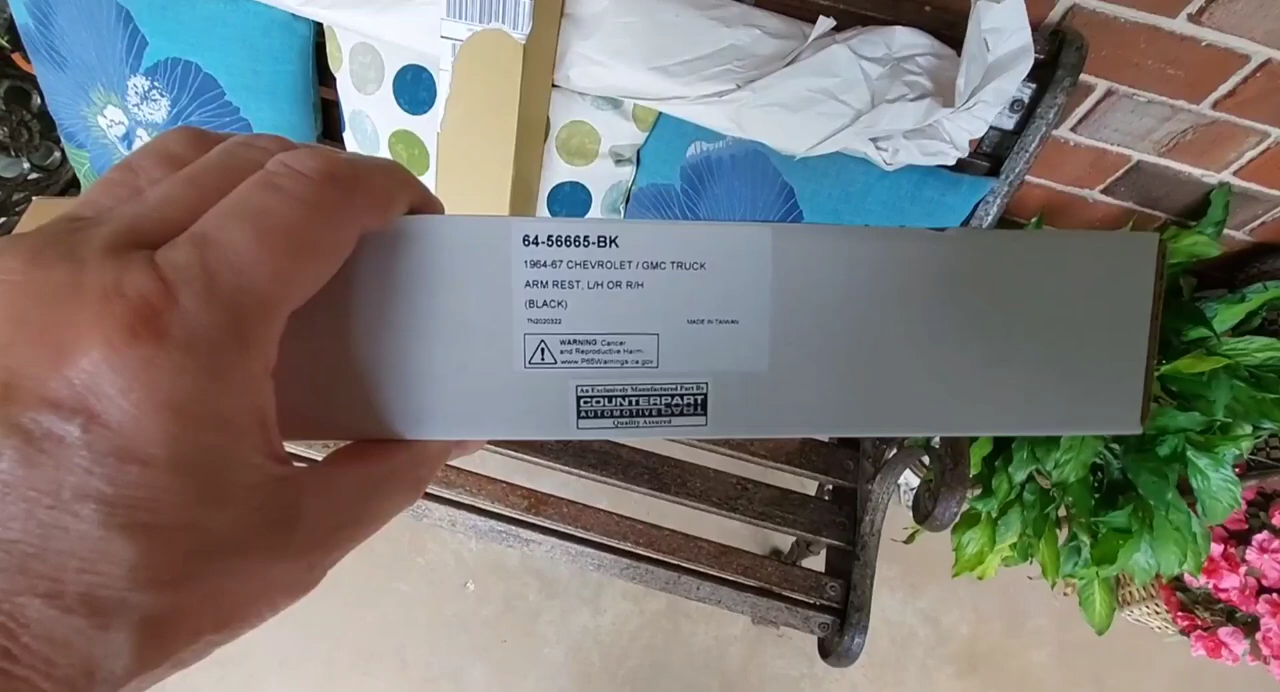 64-56665-BK
1964-67 CHEVROLET / GMC TRUCK
ARM REST, L/H OR R/H
(BLACK)
TN2020322
MADE IN TAIWAN
WARNING: Cancer
and Reproductive Harm-
www.P65Warnings.ca.gov
An Exclusively Manufactured Part By
COUNTERPART
AUTOMOTIVE PART
Quality Assured